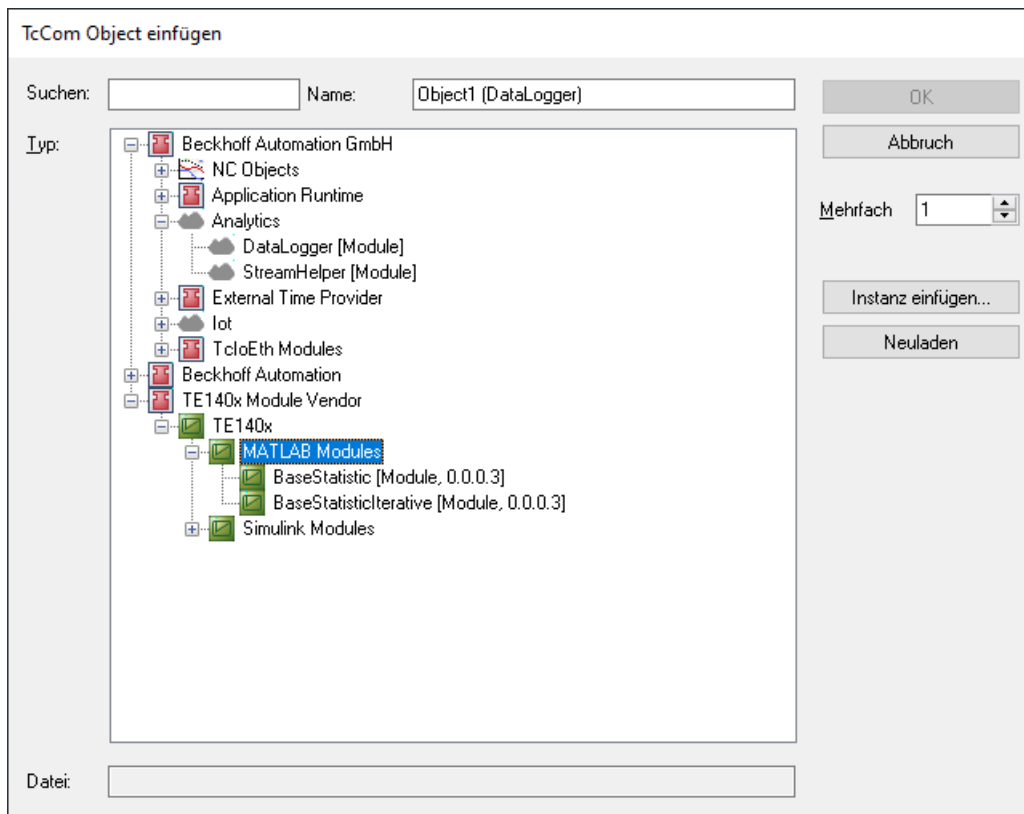 TcCom Object einfügen
Suchen: Name: Object1 (DataLogger) OK
Typ: Beckhoff Automation GmbH Abbruch
NC Objects
Application Runtime
Mehrfach 1
Analytics
DataLogger [Module]
StreamHelper [Module]
External Time Provider Instanz einfügen...
Iot
TcIoEth Modules Neuladen
Beckhoff Automation
TE140x Module Vendor
TE140x
MATLAB Modules
BaseStatistic [Module, 0.0.0.3]
BaseStatisticIterative [Module, 0.0.0.3]
Simulink Modules
Datei: